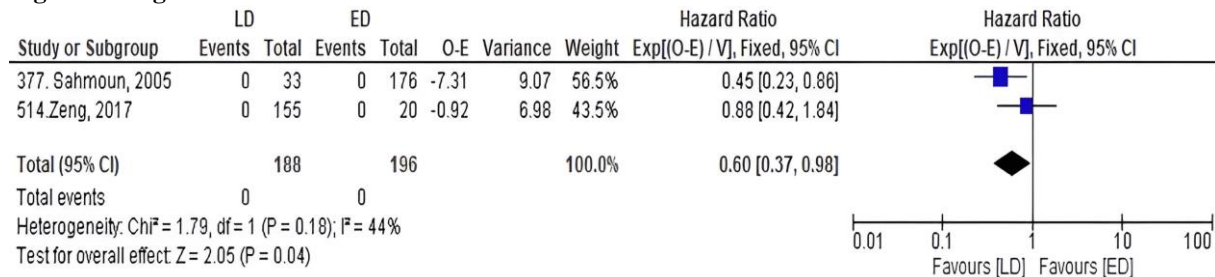 LD ED Hazard Ratio Hazard Ratio
Study or Subgroup Events Total Events Total O-E Variance Weight Exp[(O-E) / V], Fixed, 95% CI Exp[(O-E) / V], Fixed, 95% CI
377. Sahmoun, 2005 0 33 0 176 -7.31 9.07 56.5% 0.45 [0.23, 0.86]
514.Zeng, 2017 0 155 0 20 -0.92 6.98 43.5% 0.88 [0.42, 1.84]
Total (95% CI) 188 196 100.0% 0.60 [0.37, 0.98]
Total events 0 0
Heterogeneity: Chi² = 1.79, df = 1 (P = 0.18); I² = 44%
Test for overall effect: Z = 2.05 (P = 0.04)
0.01 0.1 1 10 100
Favours [LD] Favours [ED]